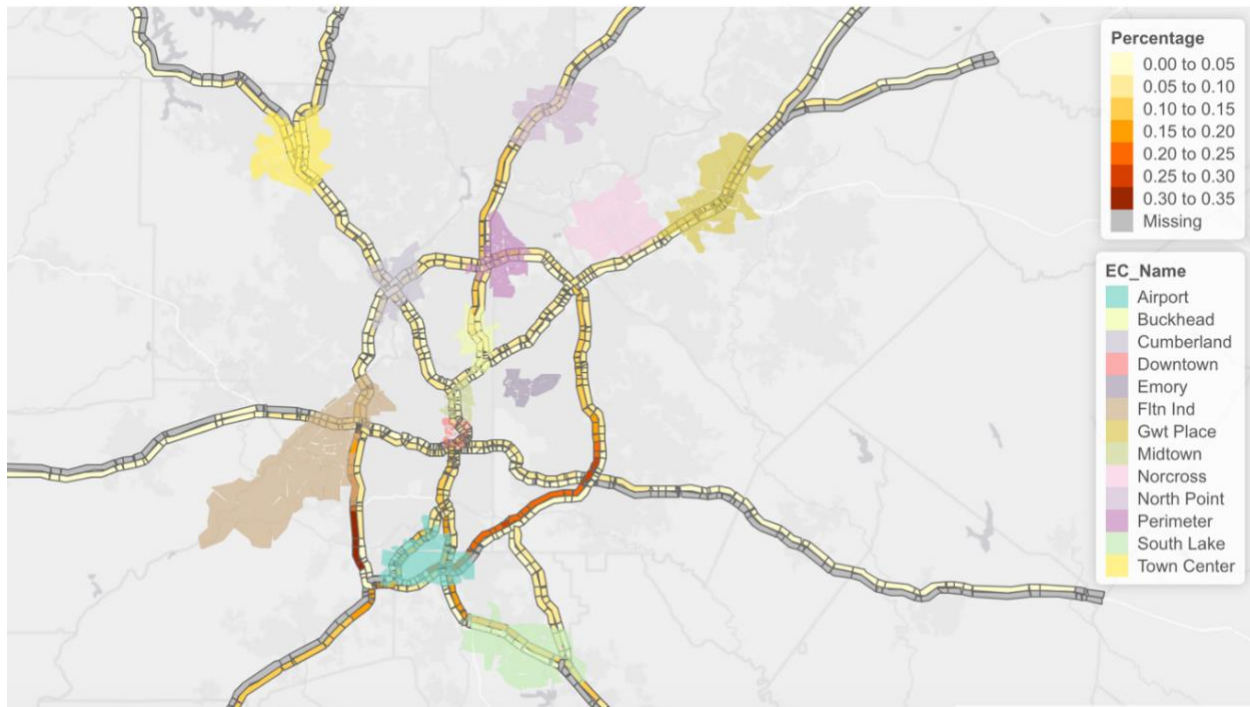 Percentage
0.00 to 0.05
0.05 to 0.10
0.10 to 0.15
0.15 to 0.20
0.20 to 0.25
0.25 to 0.30
0.30 to 0.35
Missing
EC_Name
Airport
Buckhead
Cumberland
Downtown
Emory
Fltn Ind
Gwt Place
Midtown
Norcross
North Point
Perimeter
South Lake
Town Center